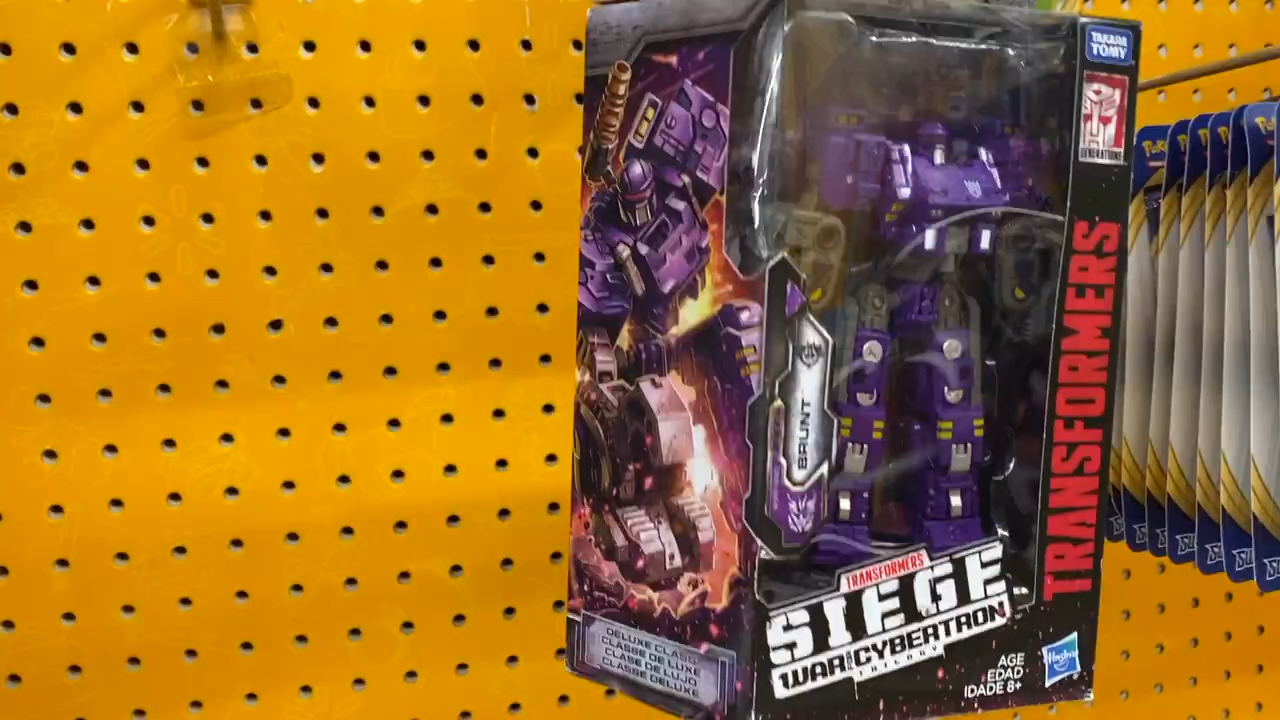 TAKARA
TOMY
GENERATIONS
TRANSFORMERS
BRUNT
TRANSFORMERS
SIEGE
WAR FOR CYBERTRON
TRILOGY
DELUXE CLASS
CLASSE DE LUXE
CLASE DE LUJO
CLASSE DELUXE
AGE
EDAD
IDADE 8+
Hasbro